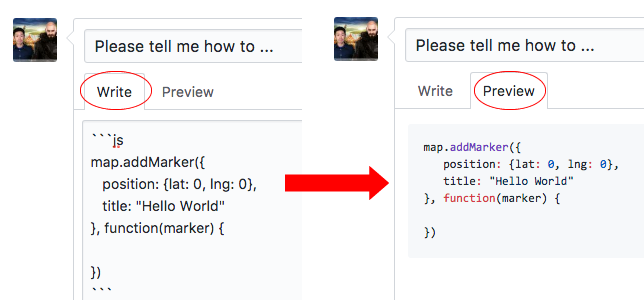 Please tell me how to ...
Write Preview
```js
map.addMarker({
position: {lat: 0, lng: 0},
title: "Hello World"
}, function(marker) {
})
```
Please tell me how to ...
Write Preview
map.addMarker({
position: {lat: 0, lng: 0},
title: "Hello World"
}, function(marker) {
})